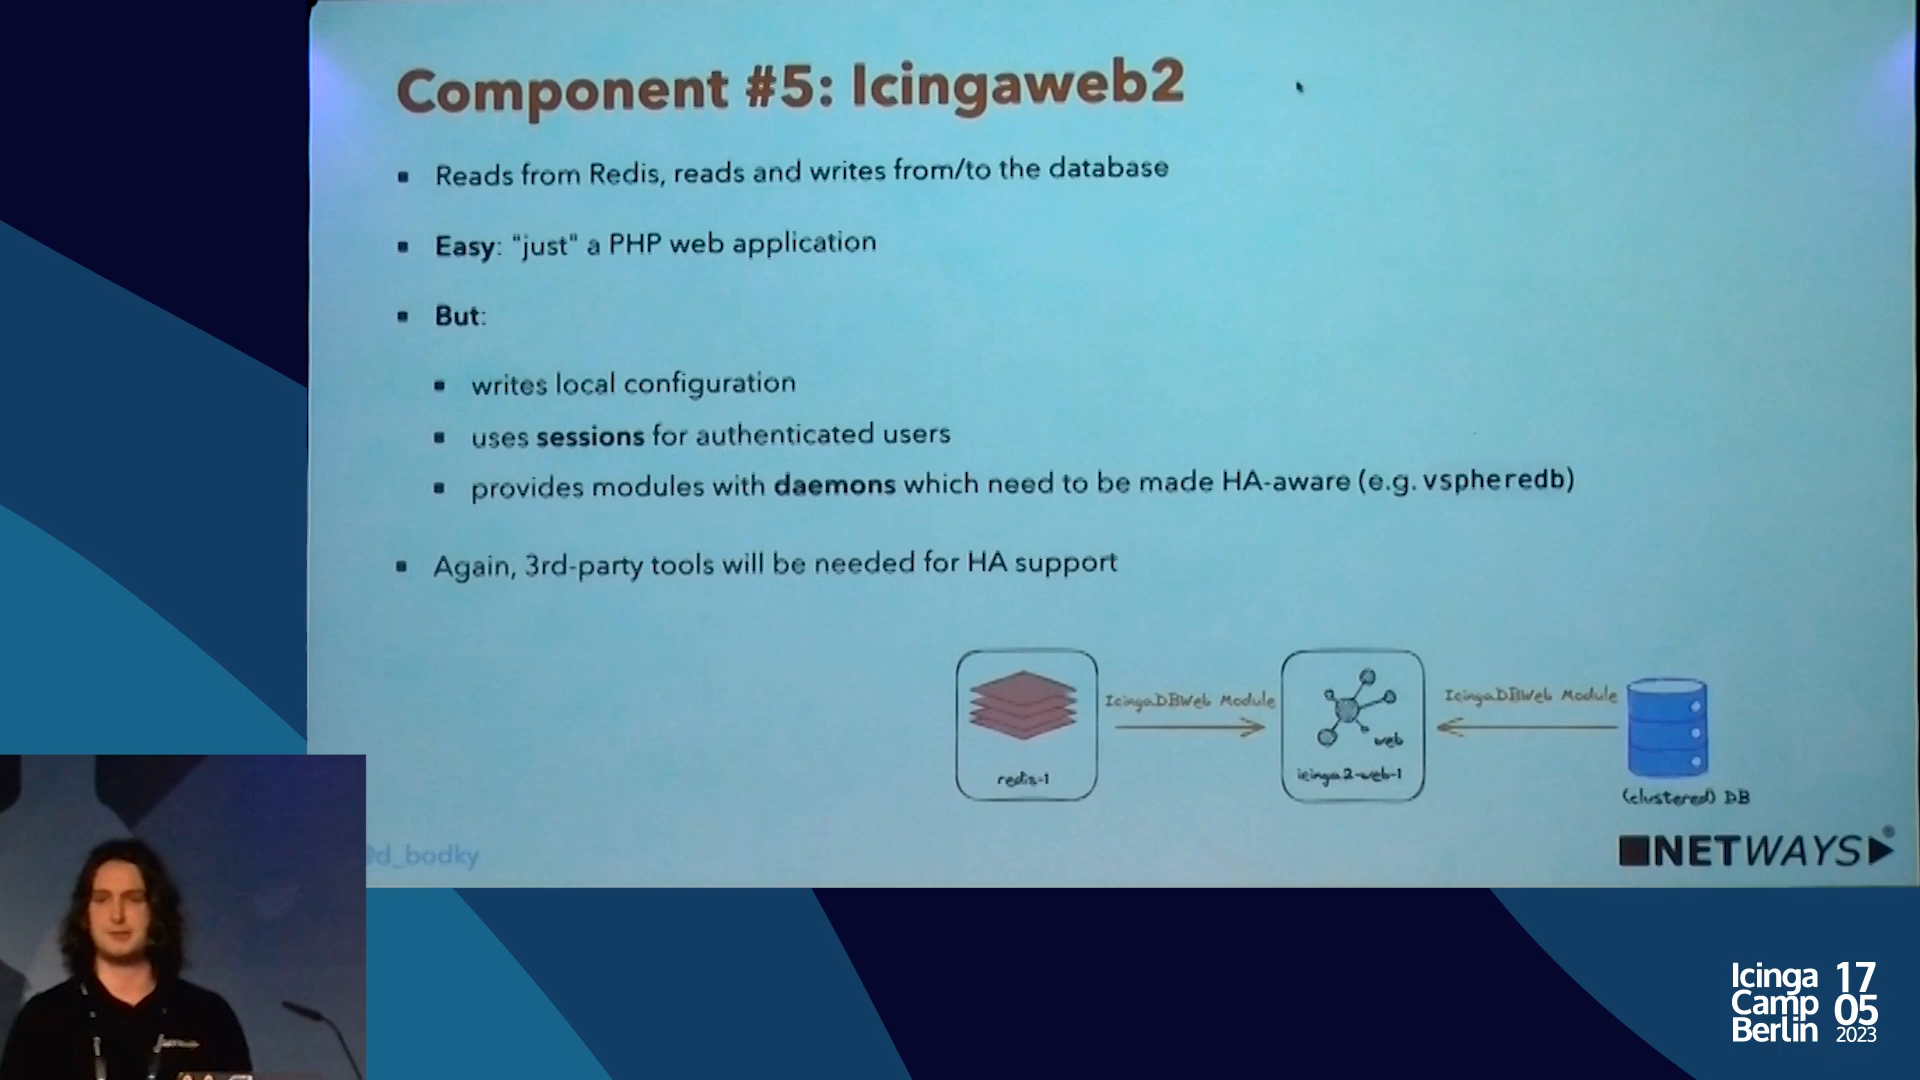 Component #5: Icingaweb2
Reads from Redis, reads and writes from/to the database
Easy: "just" a PHP web application
But:
writes local configuration
uses sessions for authenticated users
provides modules with daemons which need to be made HA-aware (e.g. vspheredb)
Again, 3rd-party tools will be needed for HA support
IcingaDBWeb Module
IcingaDBWeb Module
web
redis-1
icinga2-web-1
(clustered) DB
@d_bodky
NETWAYS®
Icinga
Camp
Berlin
17
05
2023